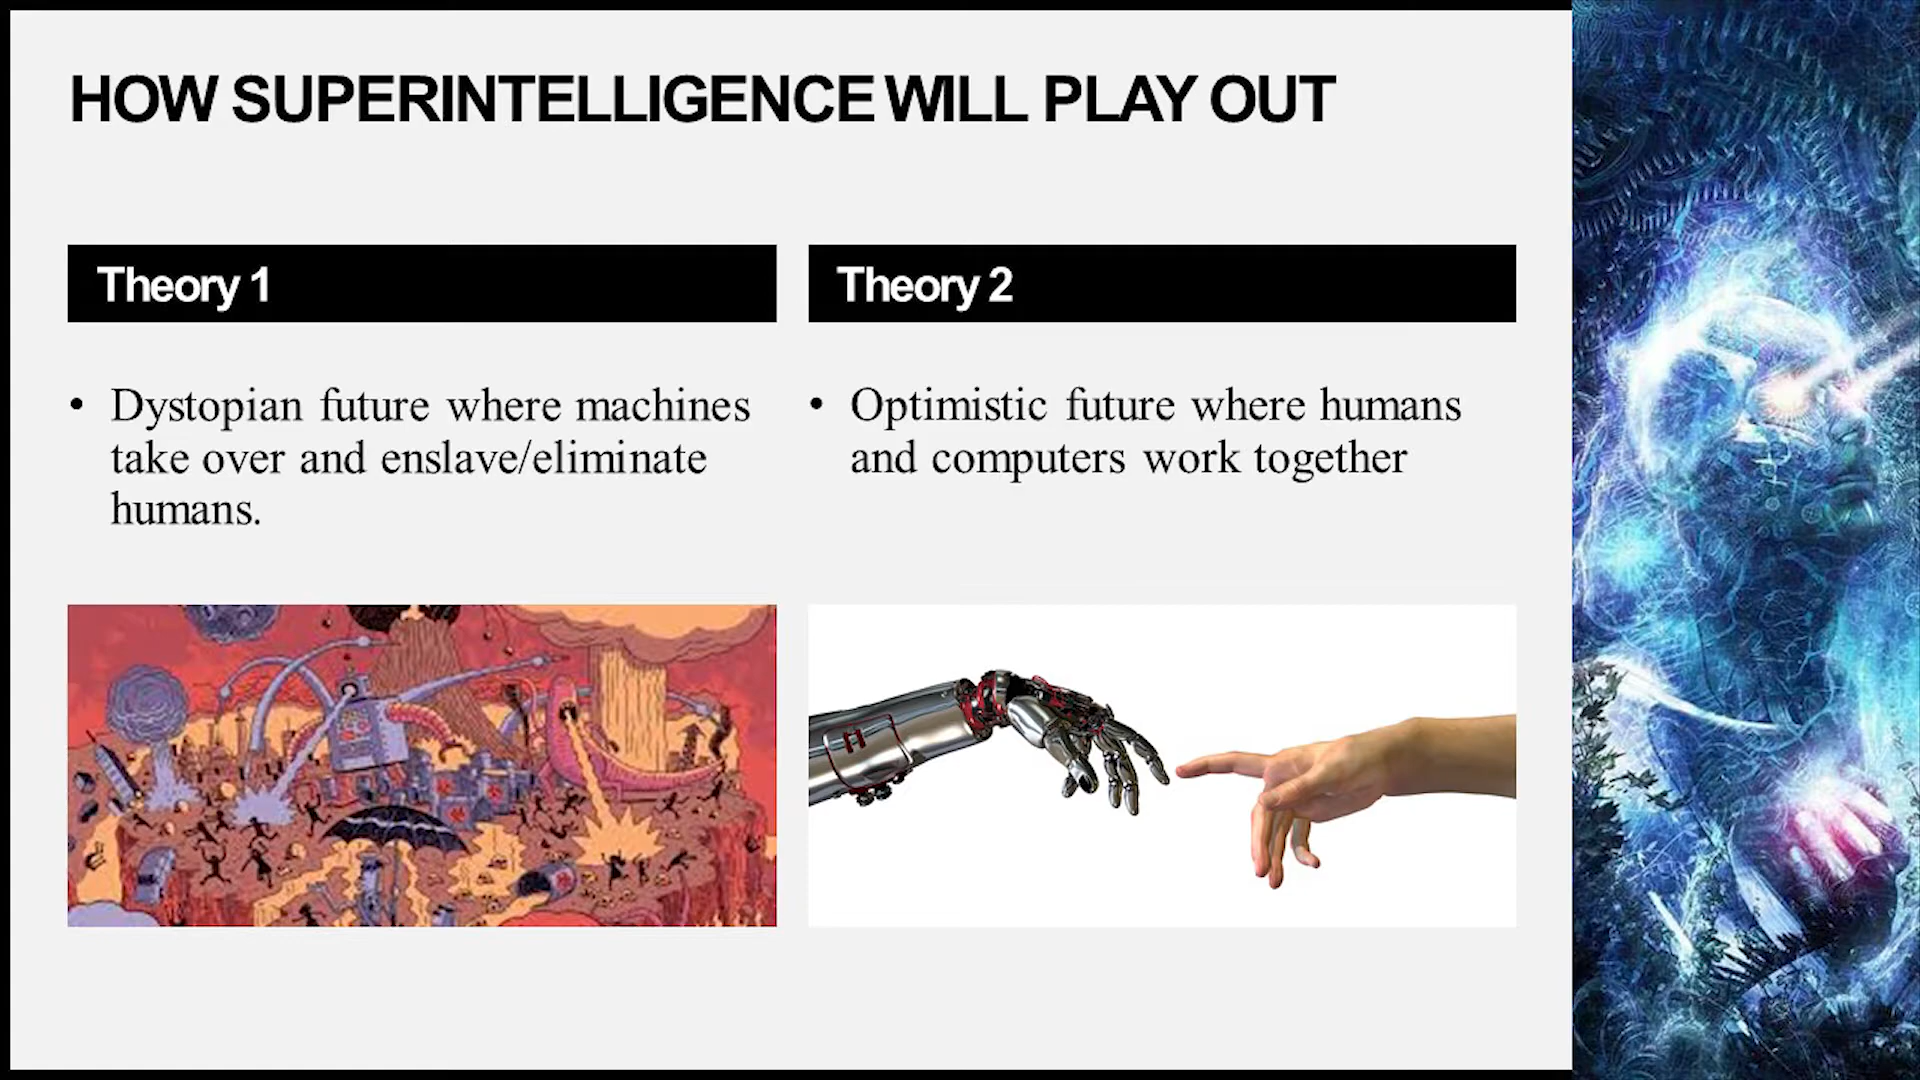 HOW SUPERINTELLIGENCE WILL PLAY OUT
Theory 1
• Dystopian future where machines
take over and enslave/eliminate
humans.
Theory 2
• Optimistic future where humans
and computers work together